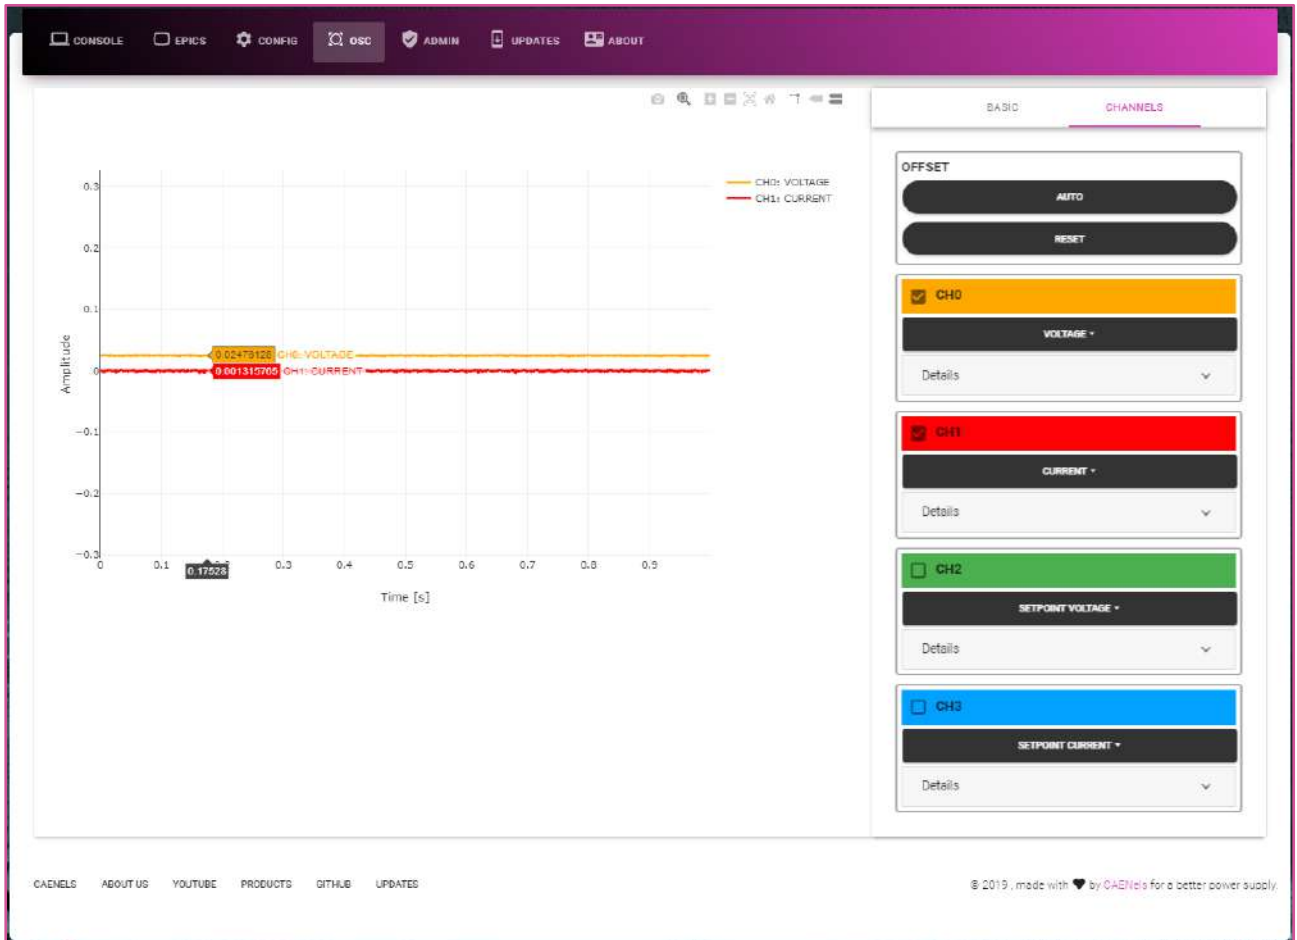 CONSOLE EPICS CONFIG OSC ADMIN UPDATES ABOUT
BASIC CHANNELS
OFFSET
AUTO
RESET
CH0: VOLTAGE
CH1: CURRENT
0.3
0.2
0.1
0
−0.1
−0.2
−0.3
Amplitude
0.02478128 CH0: VOLTAGE
0.001315765 CH1: CURRENT
0 0.1 0.17528 0.3 0.4 0.5 0.6 0.7 0.8 0.9
Time [s]
CH0
VOLTAGE
Details
CH1
CURRENT
Details
CH2
SETPOINT VOLTAGE
Details
CH3
SETPOINT CURRENT
Details
CAENELS ABOUT US YOUTUBE PRODUCTS GITHUB UPDATES
© 2019 , made with ♥ by CAENels for a better power supply.